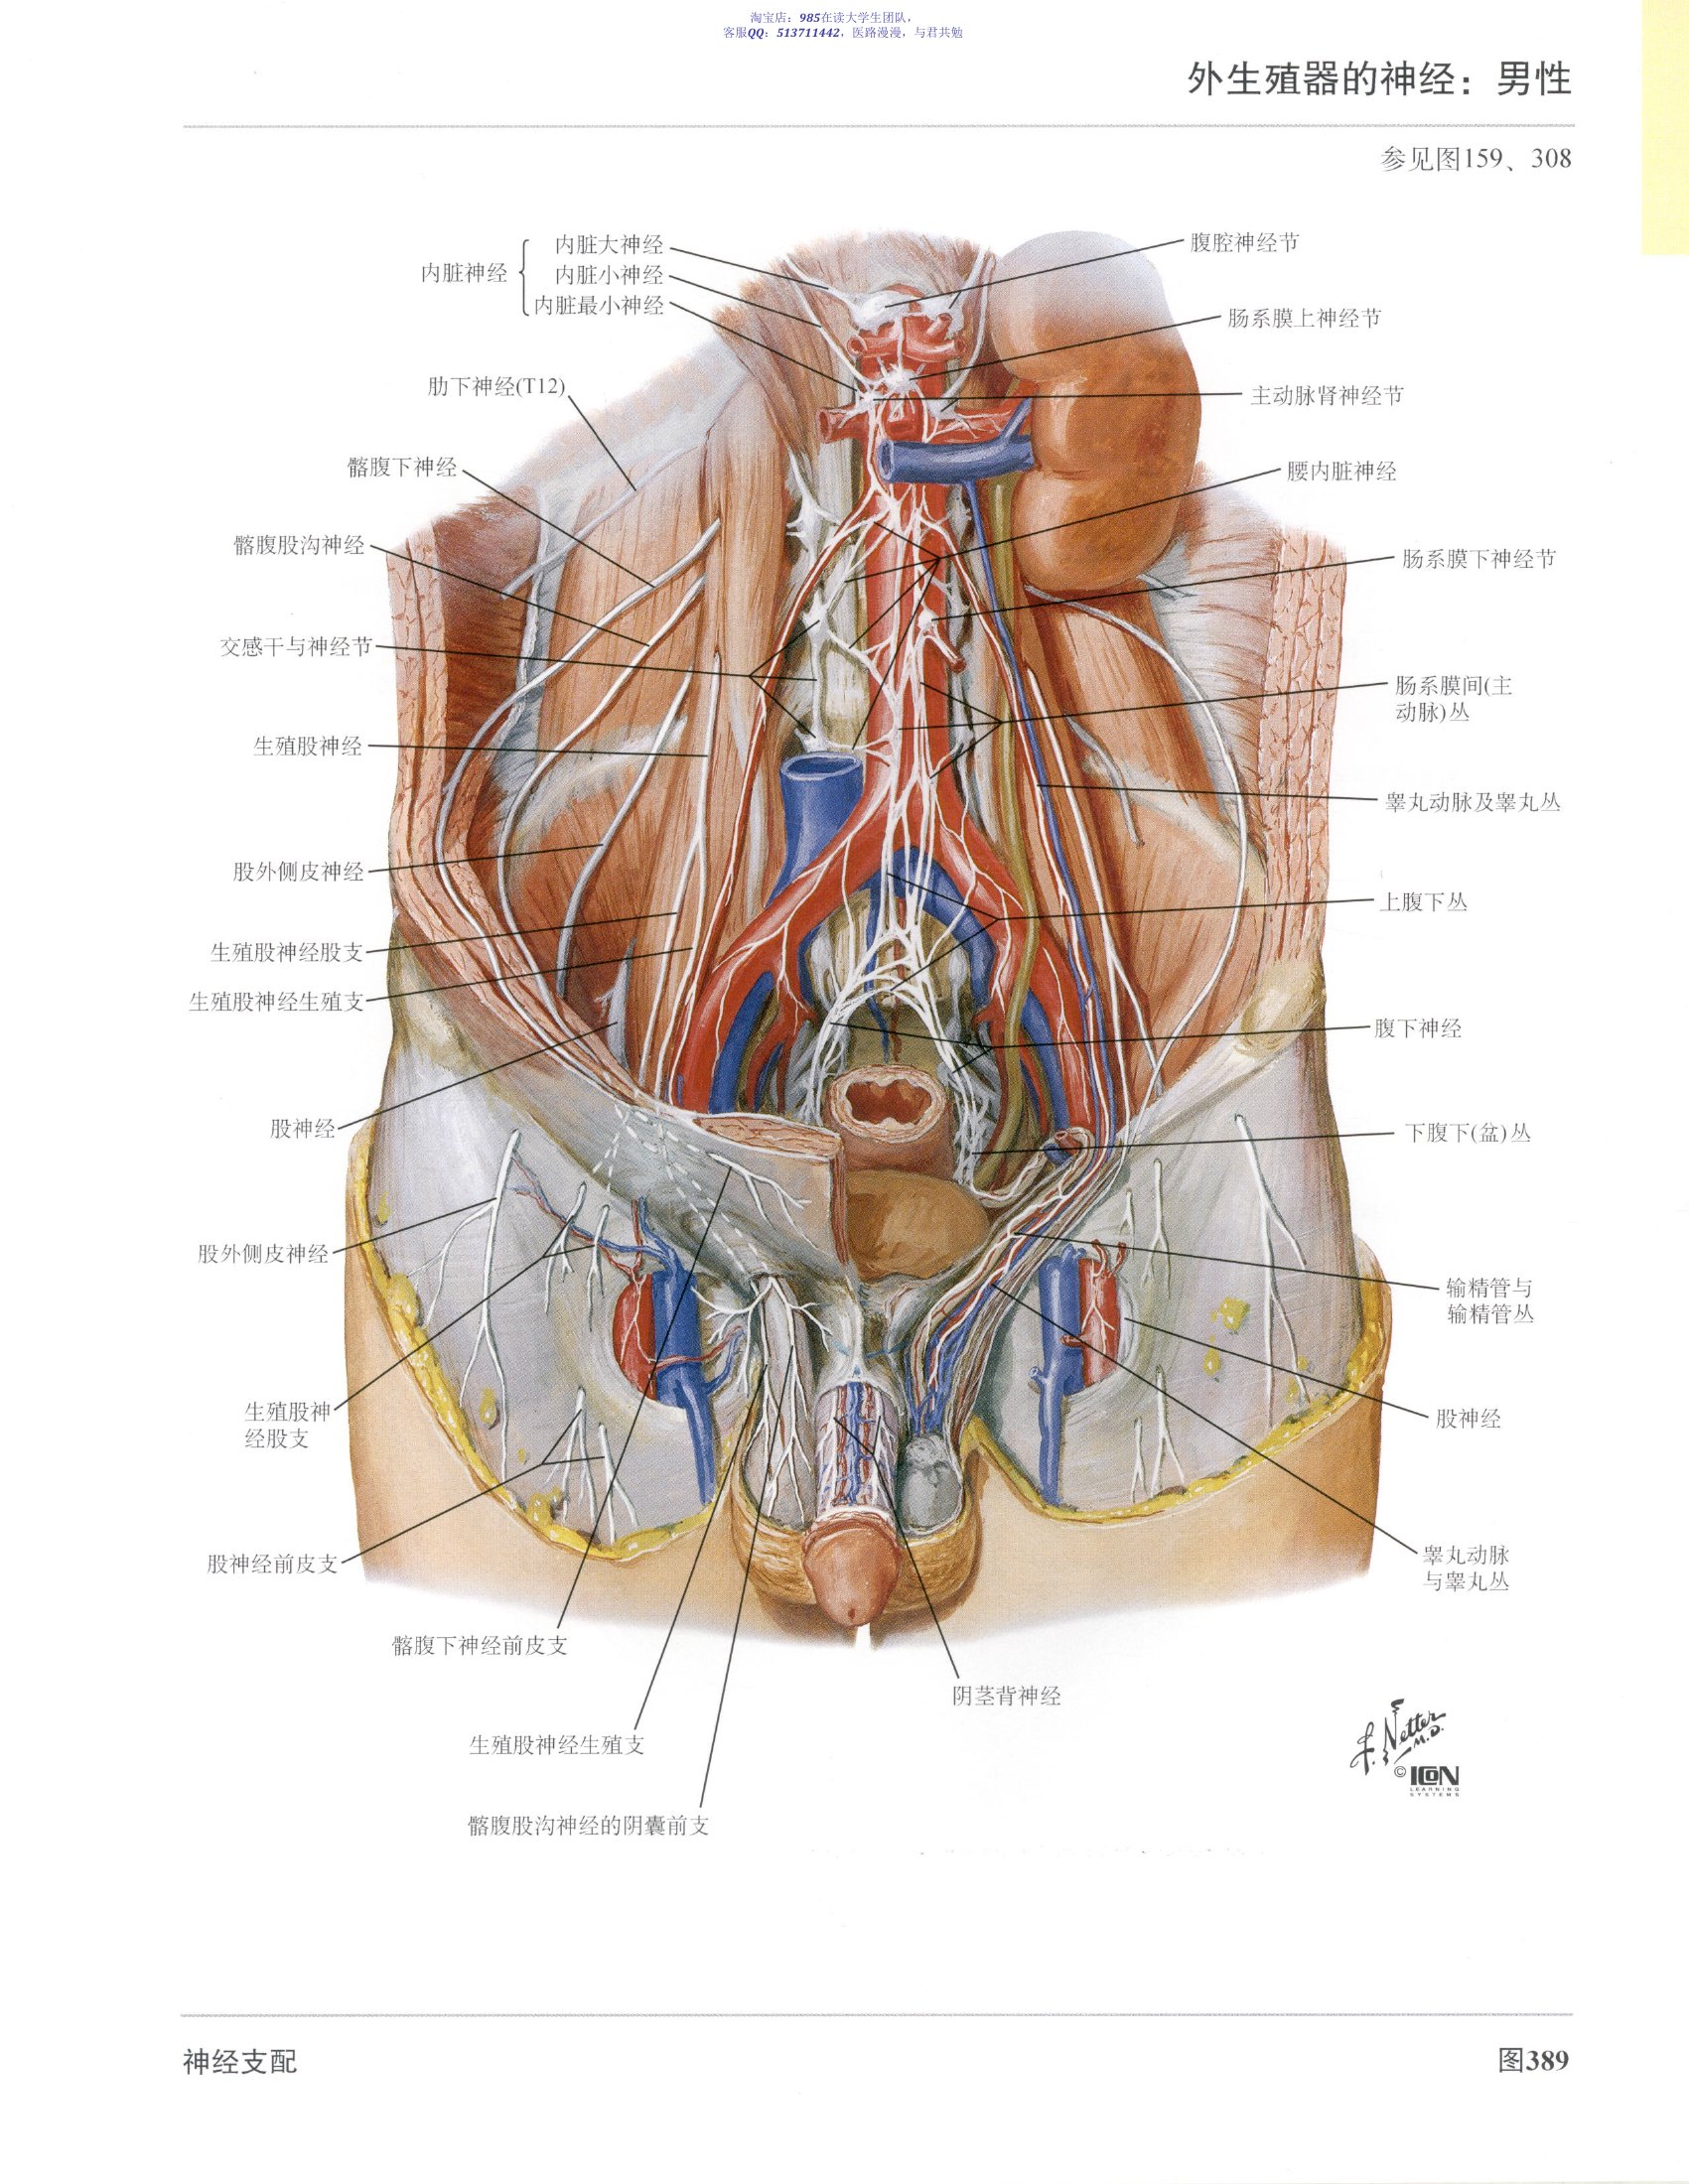 淘宝店：985在读大学生团队，
客服QQ：513711442，医路漫漫，与君共勉
外生殖器的神经：男性
参见图159、308
内脏神经
内脏大神经
内脏小神经
内脏最小神经
肋下神经(T12)
髂腹下神经
髂腹股沟神经
交感干与神经节
生殖股神经
股外侧皮神经
生殖股神经股支
生殖股神经生殖支
股神经
股外侧皮神经
生殖股神
经股支
股神经前皮支
髂腹下神经前皮支
生殖股神经生殖支
髂腹股沟神经的阴囊前支
腹腔神经节
肠系膜上神经节
主动脉肾神经节
腰内脏神经
肠系膜下神经节
肠系膜间(主
动脉)丛
睾丸动脉及睾丸丛
上腹下丛
腹下神经
下腹下(盆)丛
输精管与
输精管丛
股神经
睾丸动脉
与睾丸丛
阴茎背神经
F. Netter
M.D.
© ICON
LEARNING
SYSTEMS
神经支配
图389